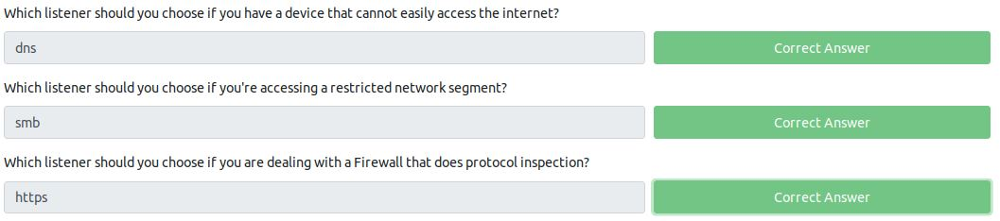 Which listener should you choose if you have a device that cannot easily access the internet?
dns
Correct Answer
Which listener should you choose if you're accessing a restricted network segment?
smb
Correct Answer
Which listener should you choose if you are dealing with a Firewall that does protocol inspection?
https
Correct Answer